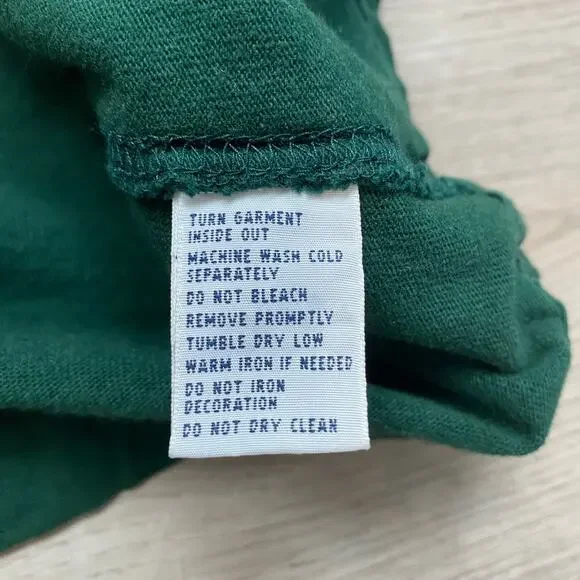 TURN GARMENT
INSIDE OUT
MACHINE WASH COLD
SEPARATELY
DO NOT BLEACH
REMOVE PROMPTLY
TUMBLE DRY LOW
WARM IRON IF NEEDED
DO NOT IRON
DECORATION
DO NOT DRY CLEAN